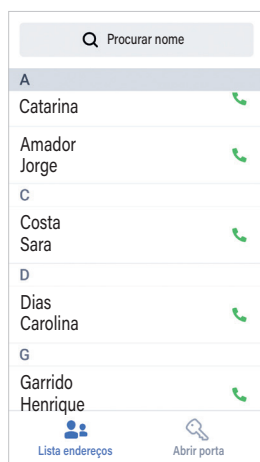 Procurar nome
A
Catarina
Amador
Jorge
C
Costa
Sara
D
Dias
Carolina
G
Garrido
Henrique
Lista endereços
Abrir porta